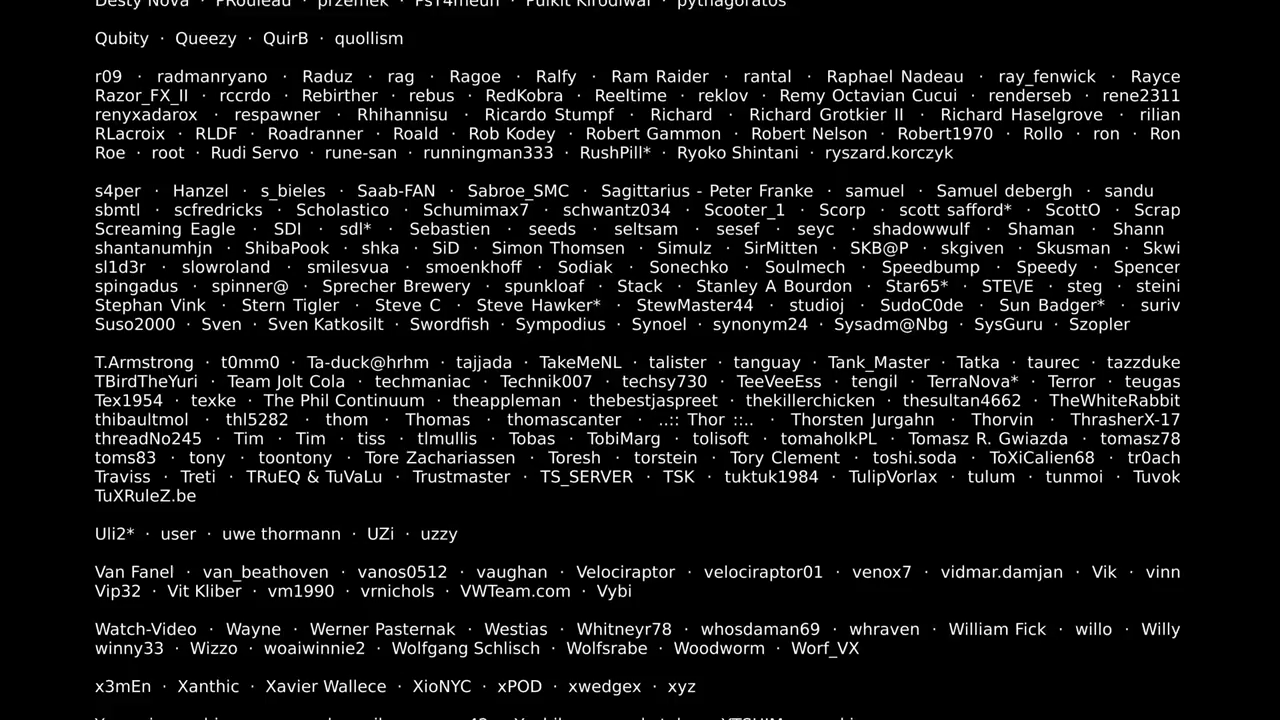 Desty Nova · PRouleau · przemek · PsT4meun · Pulkit Kirodiwal · pythagoratos
Qubity · Queezy · QuirB · quollism
r09 · radmanryano · Raduz · rag · Ragoe · Ralfy · Ram Raider · rantal · Raphael Nadeau · ray_fenwick · Rayce
Razor_FX_II · rccrdo · Rebirther · rebus · RedKobra · Reeltime · reklov · Remy Octavian Cucui · renderseb · rene2311
renyxadarox · respawner · Rhihannisu · Ricardo Stumpf · Richard · Richard Grotkier II · Richard Haselgrove · rilian
RLacroix · RLDF · Roadranner · Roald · Rob Kodey · Robert Gammon · Robert Nelson · Robert1970 · Rollo · ron · Ron
Roe · root · Rudi Servo · rune-san · runningman333 · RushPill* · Ryoko Shintani · ryszard.korczyk
s4per · Hanzel · s_bieles · Saab-FAN · Sabroe_SMC · Sagittarius - Peter Franke · samuel · Samuel debergh · sandu
sbmtl · scfredricks · Scholastico · Schumimax7 · schwantz034 · Scooter_1 · Scorp · scott safford* · ScottO · Scrap
Screaming Eagle · SDI · sdl* · Sebastien · seeds · seltsam · sesef · seyc · shadowwulf · Shaman · Shann
shantanumhjn · ShibaPook · shka · SiD · Simon Thomsen · Simulz · SirMitten · SKB@P · skgiven · Skusman · Skwi
sl1d3r · slowroland · smilesvua · smoenkhoff · Sodiak · Sonechko · Soulmech · Speedbump · Speedy · Spencer
spingadus · spinner@ · Sprecher Brewery · spunkloaf · Stack · Stanley A Bourdon · Star65* · STE\/E · steg · steini
Stephan Vink · Stern Tigler · Steve C · Steve Hawker* · StewMaster44 · studioj · SudoC0de · Sun Badger* · suriv
Suso2000 · Sven · Sven Katkosilt · Swordfish · Sympodius · Synoel · synonym24 · Sysadm@Nbg · SysGuru · Szopler
T.Armstrong · t0mm0 · Ta-duck@hrhm · tajjada · TakeMeNL · talister · tanguay · Tank_Master · Tatka · taurec · tazzduke
TBirdTheYuri · Team Jolt Cola · techmaniac · Technik007 · techsy730 · TeeVeeEss · tengil · TerraNova* · Terror · teugas
Tex1954 · texke · The Phil Continuum · theappleman · thebestjaspreet · thekillerchicken · thesultan4662 · TheWhiteRabbit
thibaultmol · thl5282 · thom · Thomas · thomascanter · ..:: Thor ::.. · Thorsten Jurgahn · Thorvin · ThrasherX-17
threadNo245 · Tim · Tim · tiss · tlmullis · Tobas · TobiMarg · tolisoft · tomaholkPL · Tomasz R. Gwiazda · tomasz78
toms83 · tony · toontony · Tore Zachariassen · Toresh · torstein · Tory Clement · toshi.soda · ToXiCalien68 · tr0ach
Traviss · Treti · TRuEQ & TuVaLu · Trustmaster · TS_SERVER · TSK · tuktuk1984 · TulipVorlax · tulum · tunmoi · Tuvok
TuXRuleZ.be
Uli2* · user · uwe thormann · UZi · uzzy
Van Fanel · van_beathoven · vanos0512 · vaughan · Velociraptor · velociraptor01 · venox7 · vidmar.damjan · Vik · vinn
Vip32 · Vit Kliber · vm1990 · vrnichols · VWTeam.com · Vybi
Watch-Video · Wayne · Werner Pasternak · Westias · Whitneyr78 · whosdaman69 · whraven · William Fick · willo · Willy
winny33 · Wizzo · woaiwinnie2 · Wolfgang Schlisch · Wolfsrabe · Woodworm · Worf_VX
x3mEn · Xanthic · Xavier Wallece · XioNYC · xPOD · xwedgex · xyz